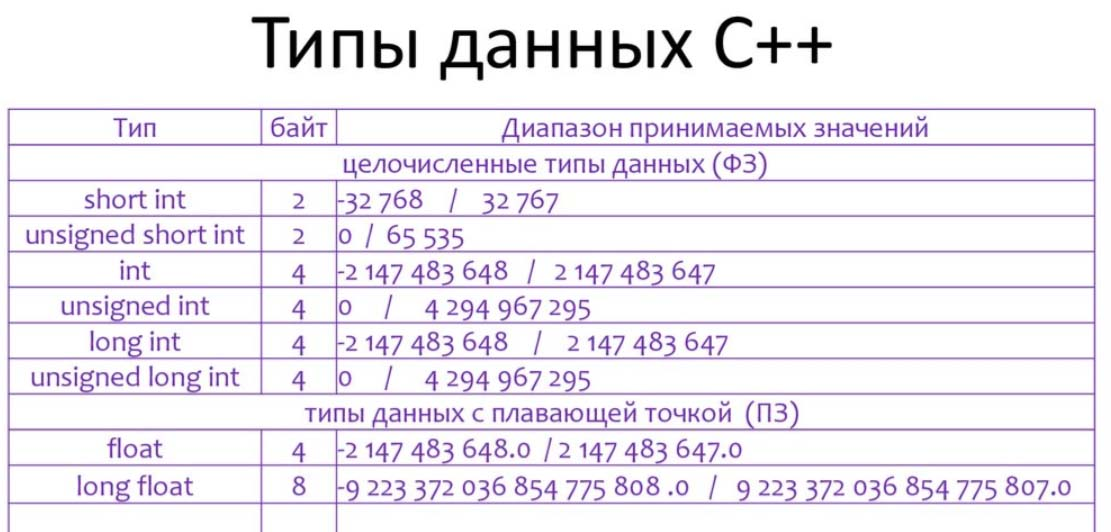 Типы данных C++
Тип байт Диапазон принимаемых значений
целочисленные типы данных (ФЗ)
short int 2 -32 768 / 32 767
unsigned short int 2 0 / 65 535
int 4 -2 147 483 648 / 2 147 483 647
unsigned int 4 0 / 4 294 967 295
long int 4 -2 147 483 648 / 2 147 483 647
unsigned long int 4 0 / 4 294 967 295
типы данных с плавающей точкой (ПЗ)
float 4 -2 147 483 648.0 / 2 147 483 647.0
long float 8 -9 223 372 036 854 775 808 .0 / 9 223 372 036 854 775 807.0